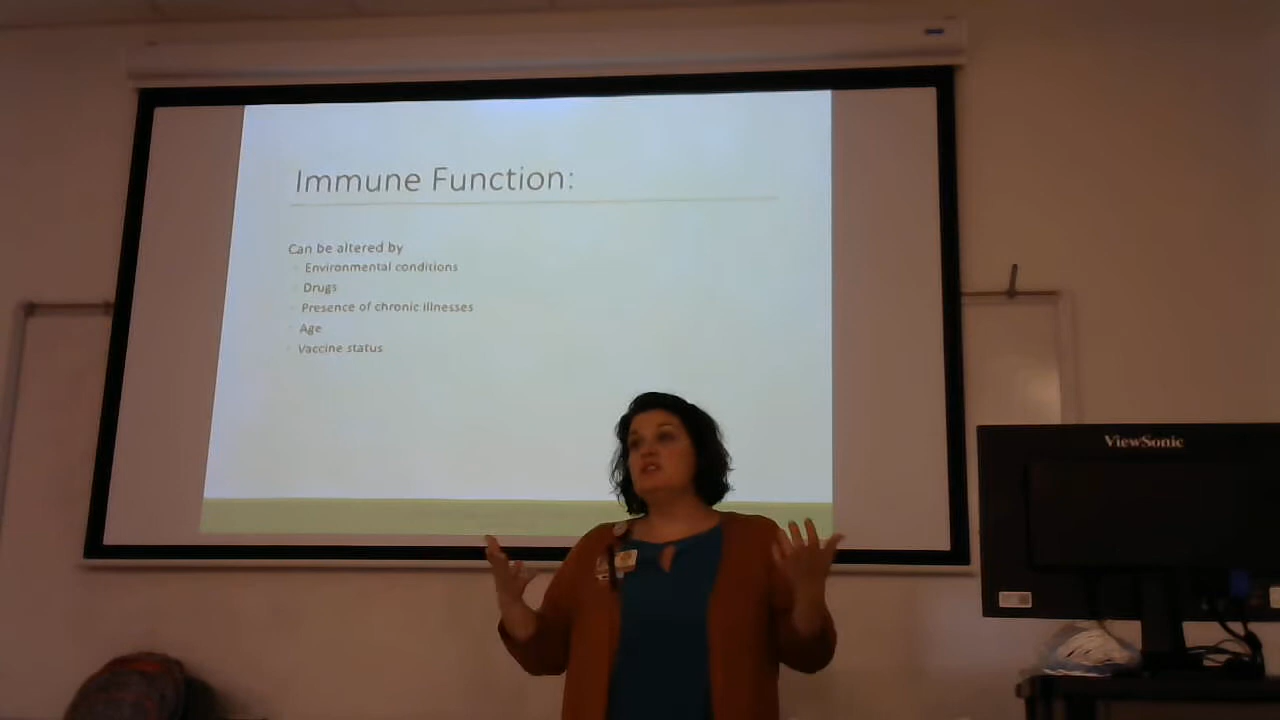 Immune Function:
Can be altered by
Environmental conditions
Drugs
Presence of chronic illnesses
Age
Vaccine status
ViewSonic